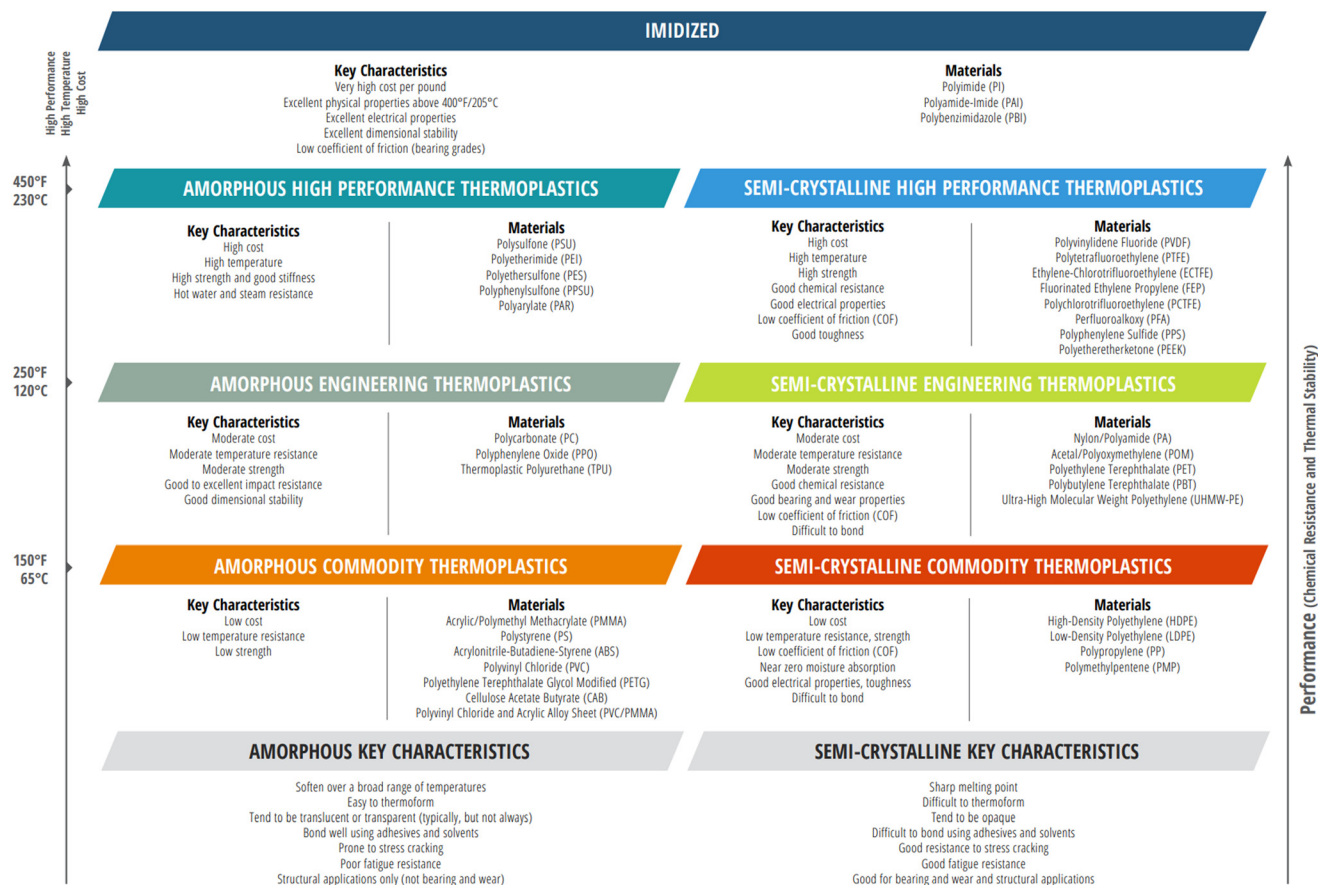 IMIDIZED
High Performance
High Temperature
High Cost
Key Characteristics
Very high cost per pound
Excellent physical properties above 400°F/205°C
Excellent electrical properties
Excellent dimensional stability
Low coefficient of friction (bearing grades)
Materials
Polyimide (PI)
Polyamide-Imide (PAI)
Polybenzimidazole (PBI)
450°F
230°C
AMORPHOUS HIGH PERFORMANCE THERMOPLASTICS
Key Characteristics
High cost
High temperature
High strength and good stiffness
Hot water and steam resistance
Materials
Polysulfone (PSU)
Polyetherimide (PEI)
Polyethersulfone (PES)
Polyphenylsulfone (PPSU)
Polyarylate (PAR)
SEMI-CRYSTALLINE HIGH PERFORMANCE THERMOPLASTICS
Key Characteristics
High cost
High temperature
High strength
Good chemical resistance
Good electrical properties
Low coefficient of friction (COF)
Good toughness
Materials
Polyvinylidene Fluoride (PVDF)
Polytetrafluoroethylene (PTFE)
Ethylene-Chlorotrifluoroethylene (ECTFE)
Fluorinated Ethylene Propylene (FEP)
Polychlorotrifluoroethylene (PCTFE)
Perfluoroalkoxy (PFA)
Polyphenylene Sulfide (PPS)
Polyetheretherketone (PEEK)
250°F
120°C
AMORPHOUS ENGINEERING THERMOPLASTICS
Key Characteristics
Moderate cost
Moderate temperature resistance
Moderate strength
Good to excellent impact resistance
Good dimensional stability
Materials
Polycarbonate (PC)
Polyphenylene Oxide (PPO)
Thermoplastic Polyurethane (TPU)
SEMI-CRYSTALLINE ENGINEERING THERMOPLASTICS
Key Characteristics
Moderate cost
Moderate temperature resistance
Moderate strength
Good chemical resistance
Good bearing and wear properties
Low coefficient of friction (COF)
Difficult to bond
Materials
Nylon/Polyamide (PA)
Acetal/Polyoxymethylene (POM)
Polyethylene Terephthalate (PET)
Polybutylene Terephthalate (PBT)
Ultra-High Molecular Weight Polyethylene (UHMW-PE)
150°F
65°C
AMORPHOUS COMMODITY THERMOPLASTICS
Key Characteristics
Low cost
Low temperature resistance
Low strength
Materials
Acrylic/Polymethyl Methacrylate (PMMA)
Polystyrene (PS)
Acrylonitrile-Butadiene-Styrene (ABS)
Polyvinyl Chloride (PVC)
Polyethylene Terephthalate Glycol Modified (PETG)
Cellulose Acetate Butyrate (CAB)
Polyvinyl Chloride and Acrylic Alloy Sheet (PVC/PMMA)
SEMI-CRYSTALLINE COMMODITY THERMOPLASTICS
Key Characteristics
Low cost
Low temperature resistance, strength
Low coefficient of friction (COF)
Near zero moisture absorption
Good electrical properties, toughness
Difficult to bond
Materials
High-Density Polyethylene (HDPE)
Low-Density Polyethylene (LDPE)
Polypropylene (PP)
Polymethylpentene (PMP)
AMORPHOUS KEY CHARACTERISTICS
Soften over a broad range of temperatures
Easy to thermoform
Tend to be translucent or transparent (typically, but not always)
Bond well using adhesives and solvents
Prone to stress cracking
Poor fatigue resistance
Structural applications only (not bearing and wear)
SEMI-CRYSTALLINE KEY CHARACTERISTICS
Sharp melting point
Difficult to thermoform
Tend to be opaque
Difficult to bond using adhesives and solvents
Good resistance to stress cracking
Good fatigue resistance
Good for bearing and wear and structural applications
Performance (Chemical Resistance and Thermal Stability)